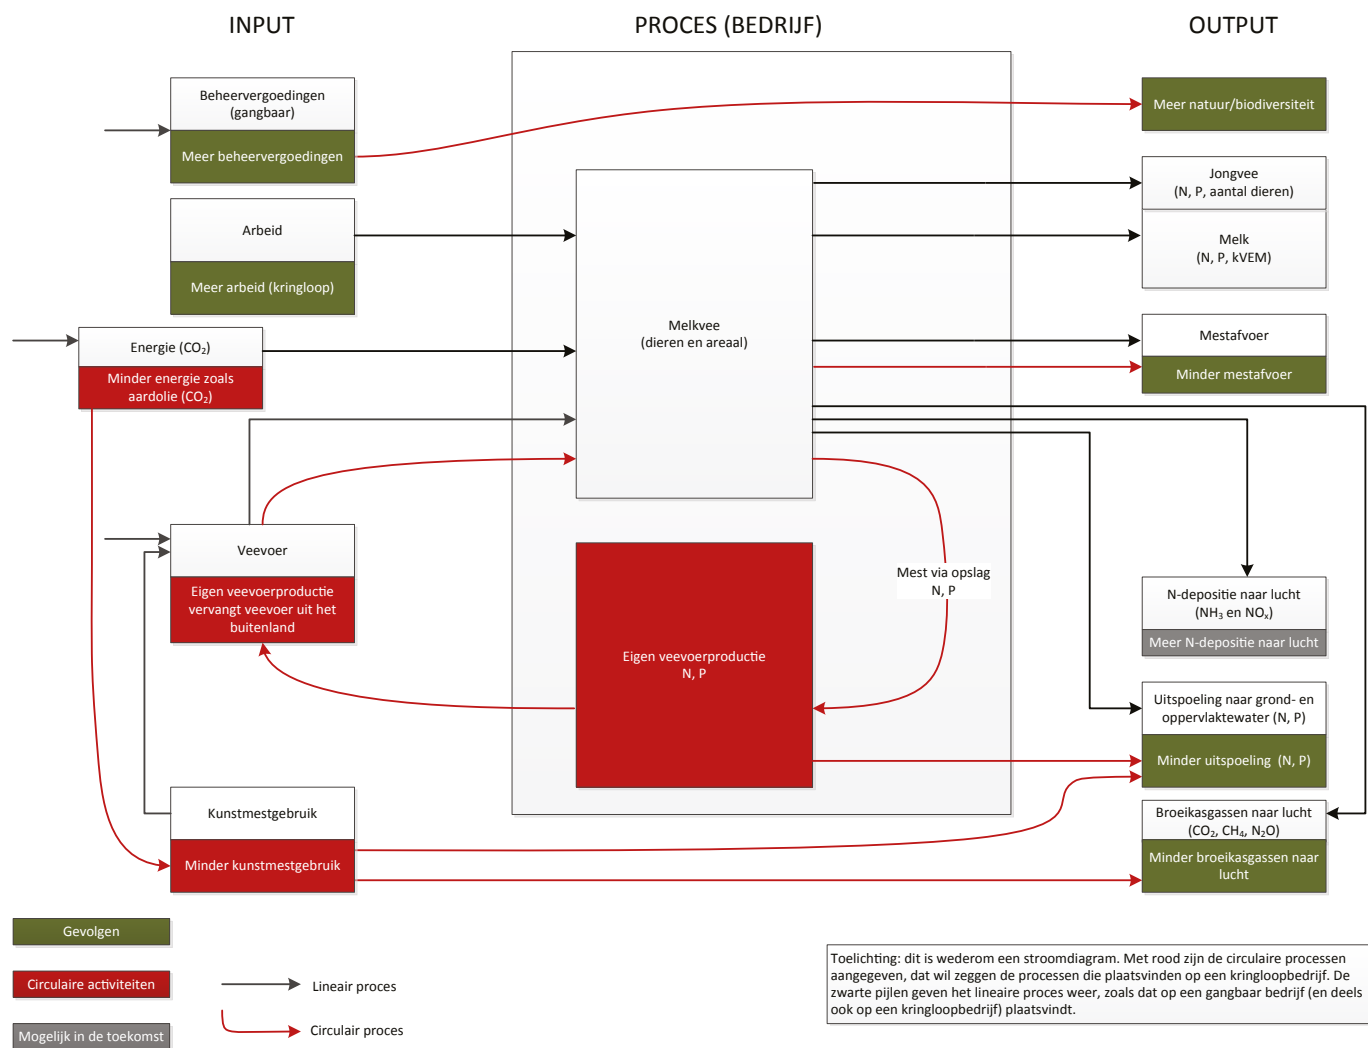 INPUT
PROCES (BEDRIJF)
OUTPUT
Beheervergoedingen
(gangbaar)
Meer beheervergoedingen
Arbeid
Meer arbeid (kringloop)
Energie (CO₂)
Minder energie zoals
aardolie (CO₂)
Veevoer
Eigen veevoerproductie
vervangt veevoer uit het
buitenland
Kunstmestgebruik
Minder kunstmestgebruik
Melkvee
(dieren en areaal)
Mest via opslag
N, P
Eigen veevoerproductie
N, P
Meer natuur/biodiversiteit
Jongvee
(N, P, aantal dieren)
Melk
(N, P, kVEM)
Mestafvoer
Minder mestafvoer
N-depositie naar lucht
(NH₃ en NOₓ)
Meer N-depositie naar lucht
Uitspoeling naar grond- en
oppervlaktewater (N, P)
Minder uitspoeling (N, P)
Broeikasgassen naar lucht
(CO₂, CH₄, N₂O)
Minder broeikasgassen naar
lucht
Gevolgen
Circulaire activiteiten
Mogelijk in de toekomst
Lineair proces
Circulair proces
Toelichting: dit is wederom een stroomdiagram. Met rood zijn de circulaire processen
aangegeven, dat wil zeggen de processen die plaatsvinden op een kringloopbedrijf. De
zwarte pijlen geven het lineaire proces weer, zoals dat op een gangbaar bedrijf (en deels
ook op een kringloopbedrijf) plaatsvindt.